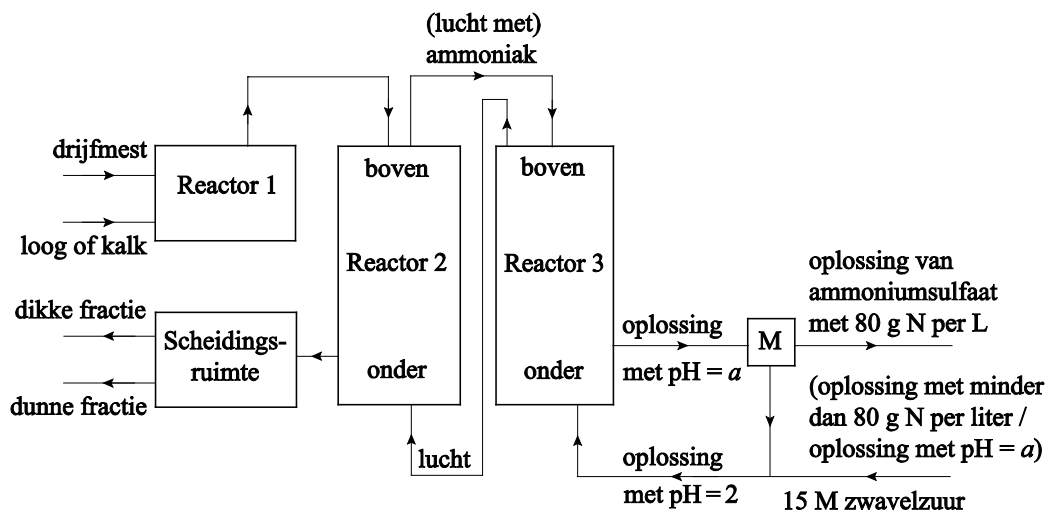 (lucht met)
ammoniak
drijfmest
loog of kalk
Reactor 1
boven
Reactor 2
onder
boven
Reactor 3
onder
dikke fractie
dunne fractie
Scheidings-
ruimte
lucht
oplossing
met pH = a
M
oplossing van
ammoniumsulfaat
met 80 g N per L
(oplossing met minder
dan 80 g N per liter /
oplossing met pH = a)
oplossing
met pH = 2
15 M zwavelzuur